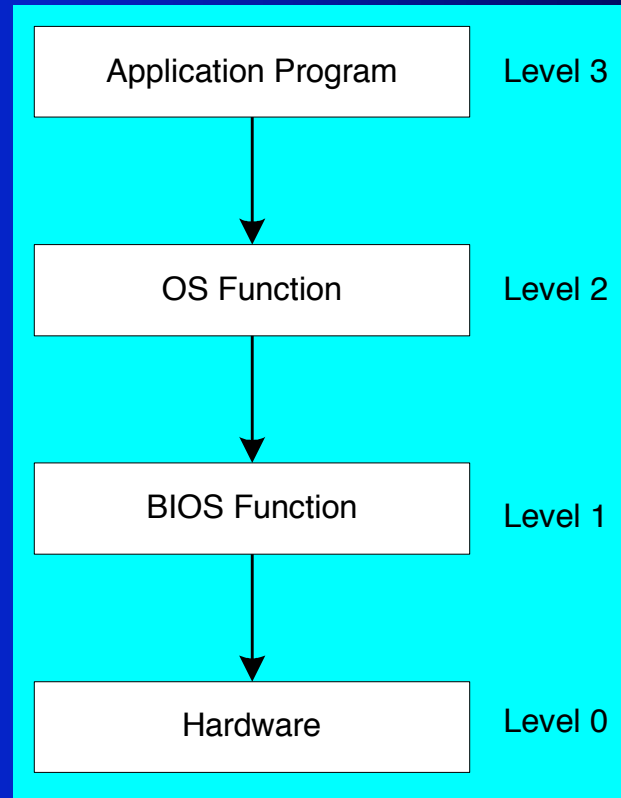 Application Program Level 3
OS Function Level 2
BIOS Function Level 1
Hardware Level 0